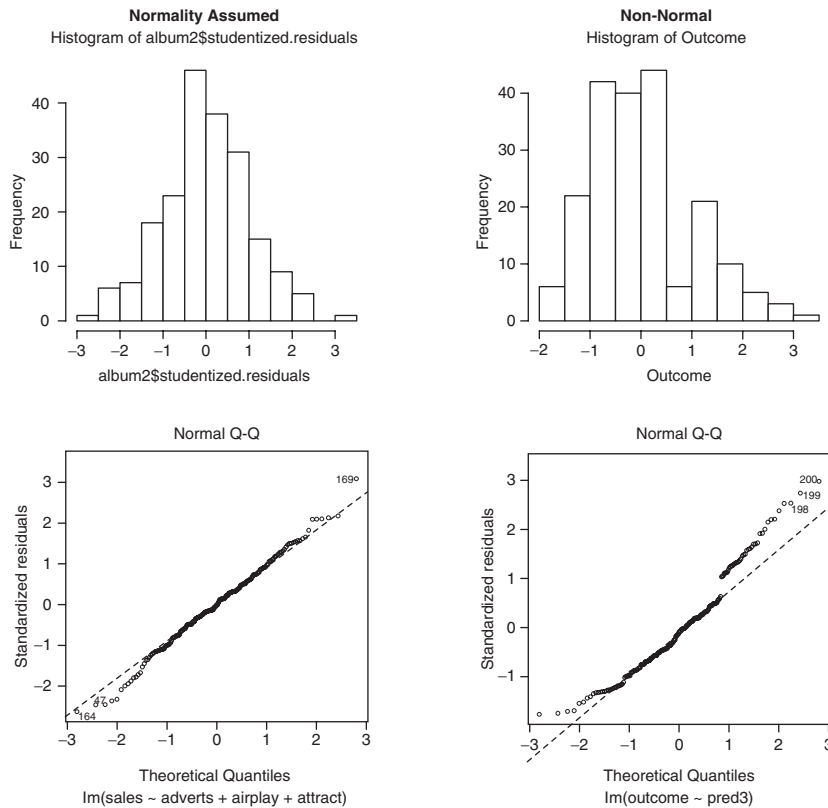 Normality Assumed
Histogram of album2$studentized.residuals
Frequency
40
30
20
10
0
−3 −2 −1 0 1 2 3
album2$studentized.residuals
Non-Normal
Histogram of Outcome
Frequency
40
30
20
10
0
−2 −1 0 1 2 3
Outcome
Normal Q-Q
Standardized residuals
3
2
1
0
−1
−2
169
47
164
−3 −2 −1 0 1 2 3
Theoretical Quantiles
lm(sales ~ adverts + airplay + attract)
Normal Q-Q
Standardized residuals
3
2
1
0
−1
200
199
198
−3 −2 −1 0 1 2 3
Theoretical Quantiles
lm(outcome ~ pred3)